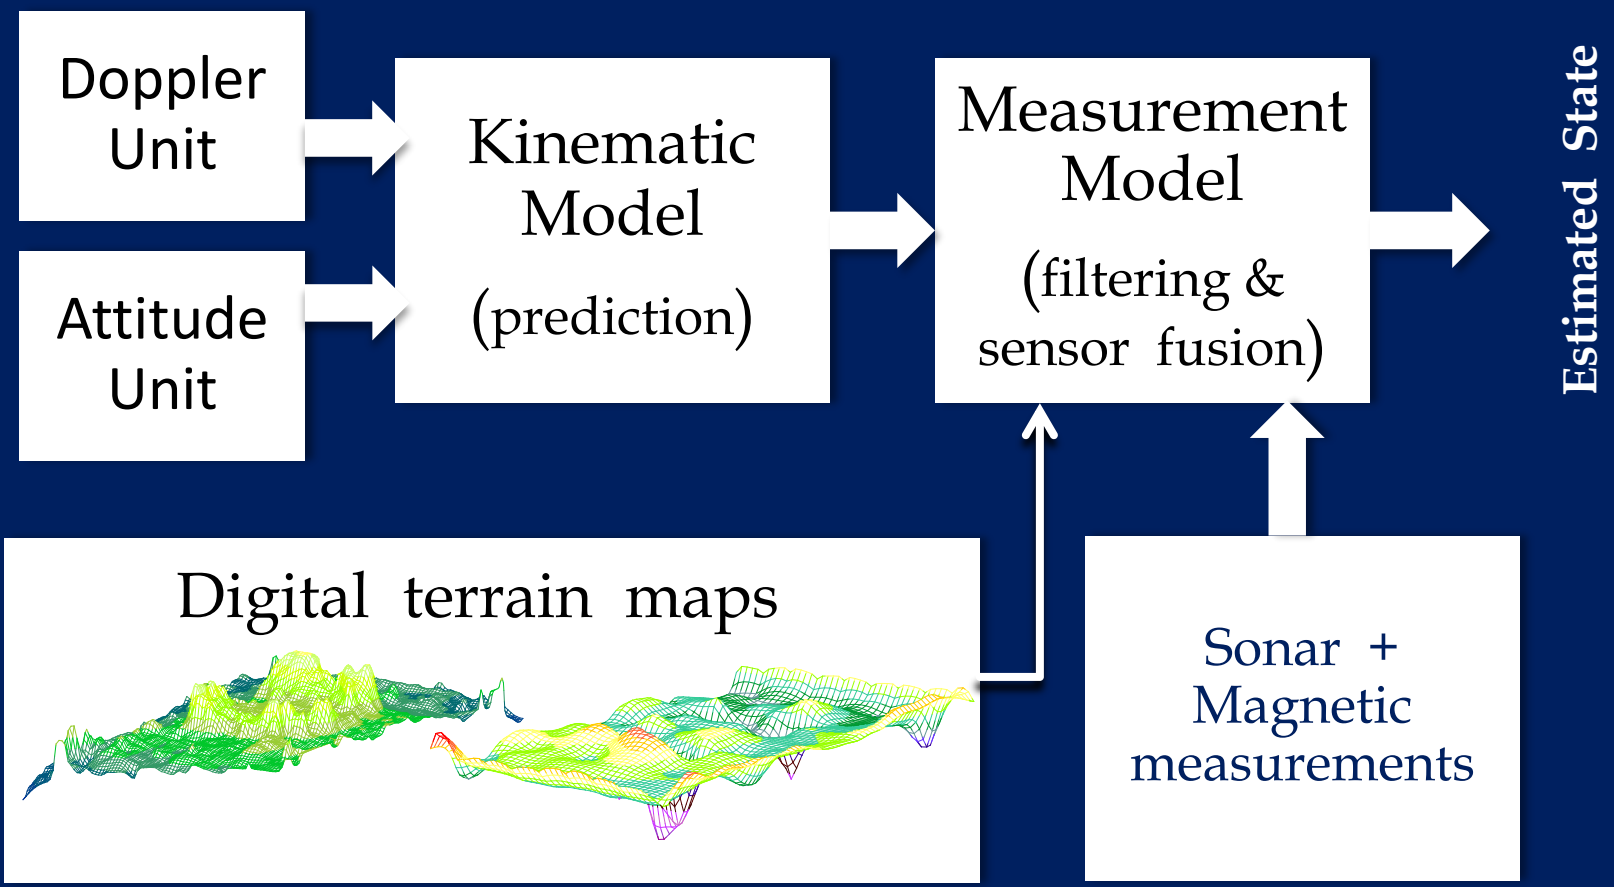 Doppler
Unit
Attitude
Unit
Kinematic
Model
(prediction)
Measurement
Model
(filtering &
sensor fusion)
Estimated State
Digital terrain maps
Sonar +
Magnetic
measurements